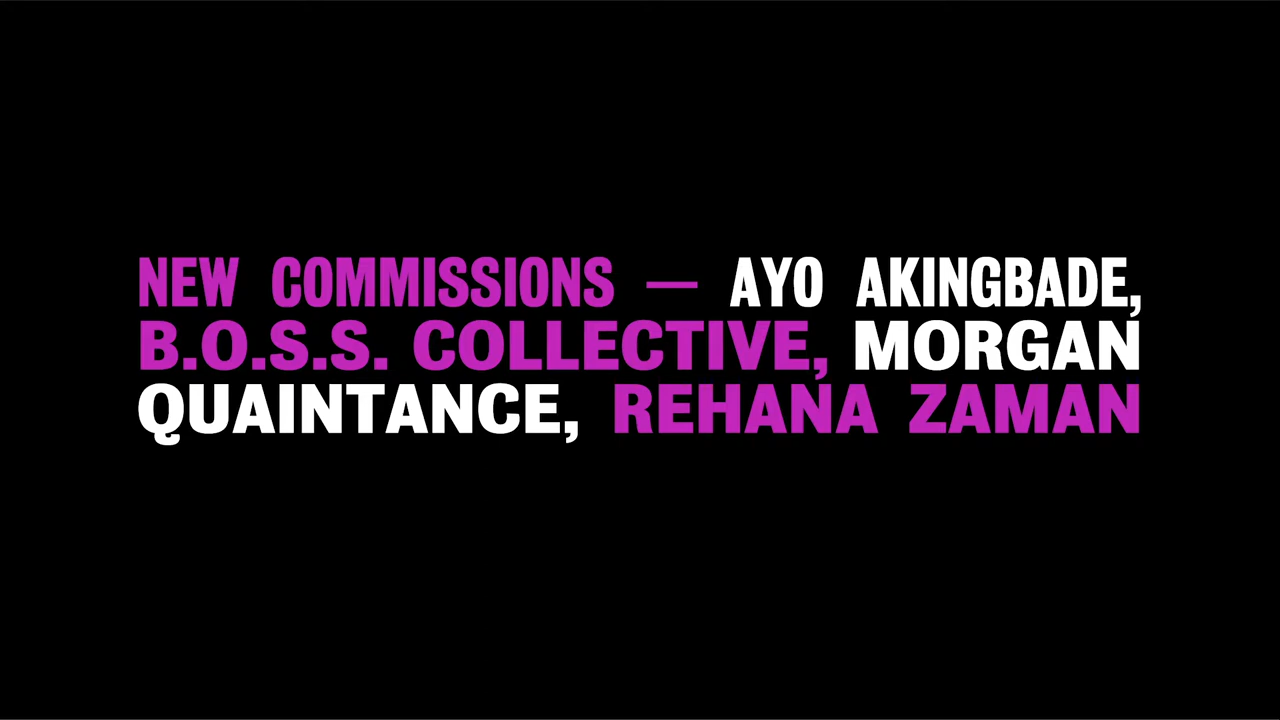 NEW COMMISSIONS — AYO AKINGBADE,
B.O.S.S. COLLECTIVE, MORGAN
QUAINTANCE, REHANA ZAMAN